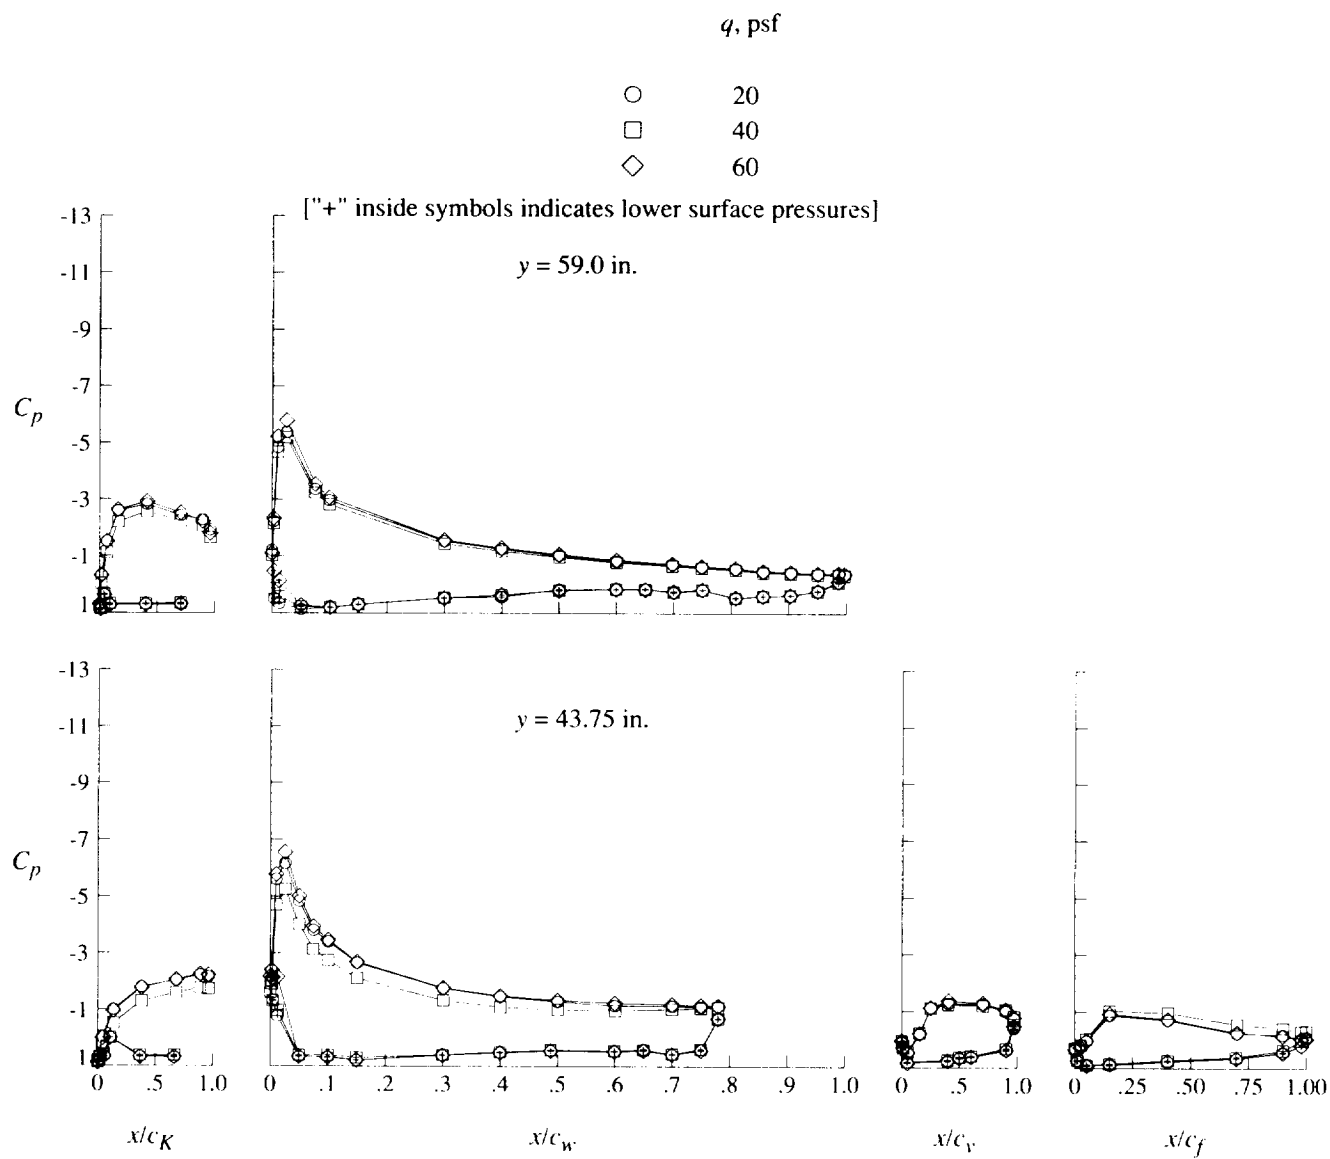 q, psf
20
40
60
["+" inside symbols indicates lower surface pressures]
y = 59.0 in.
-13
-11
-9
-7
-5
-3
-1
1
C_p
y = 43.75 in.
-13
-11
-9
-7
-5
-3
-1
1
C_p
0 .5 1.0
0 .1 .2 .3 .4 .5 .6 .7 .8 .9 1.0
0 .5 1.0
0 .25 .50 .75 1.00
x/c_K
x/c_w
x/c_v
x/c_f